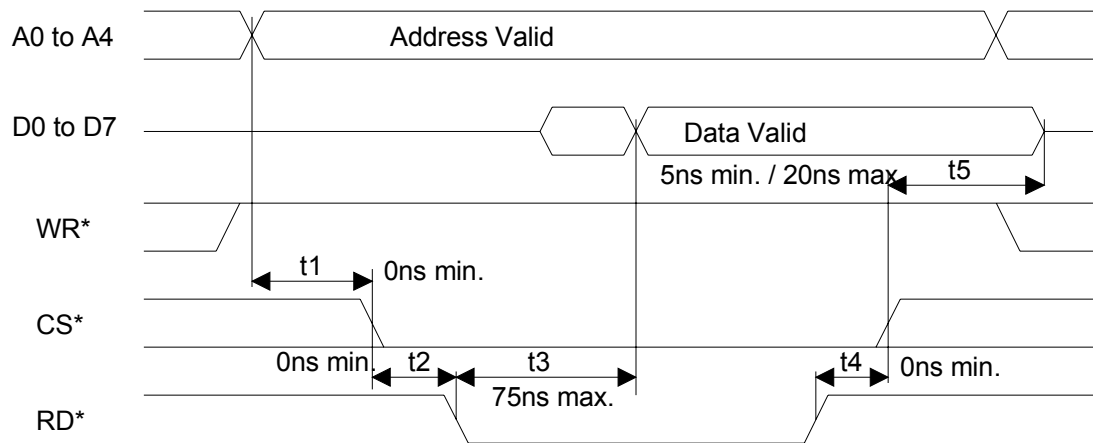 A0 to A4
Address Valid
D0 to D7
Data Valid
5ns min. / 20ns max
t5
WR*
t1
0ns min.
CS*
0ns min.
t2
t3
t4
0ns min.
75ns max.
RD*